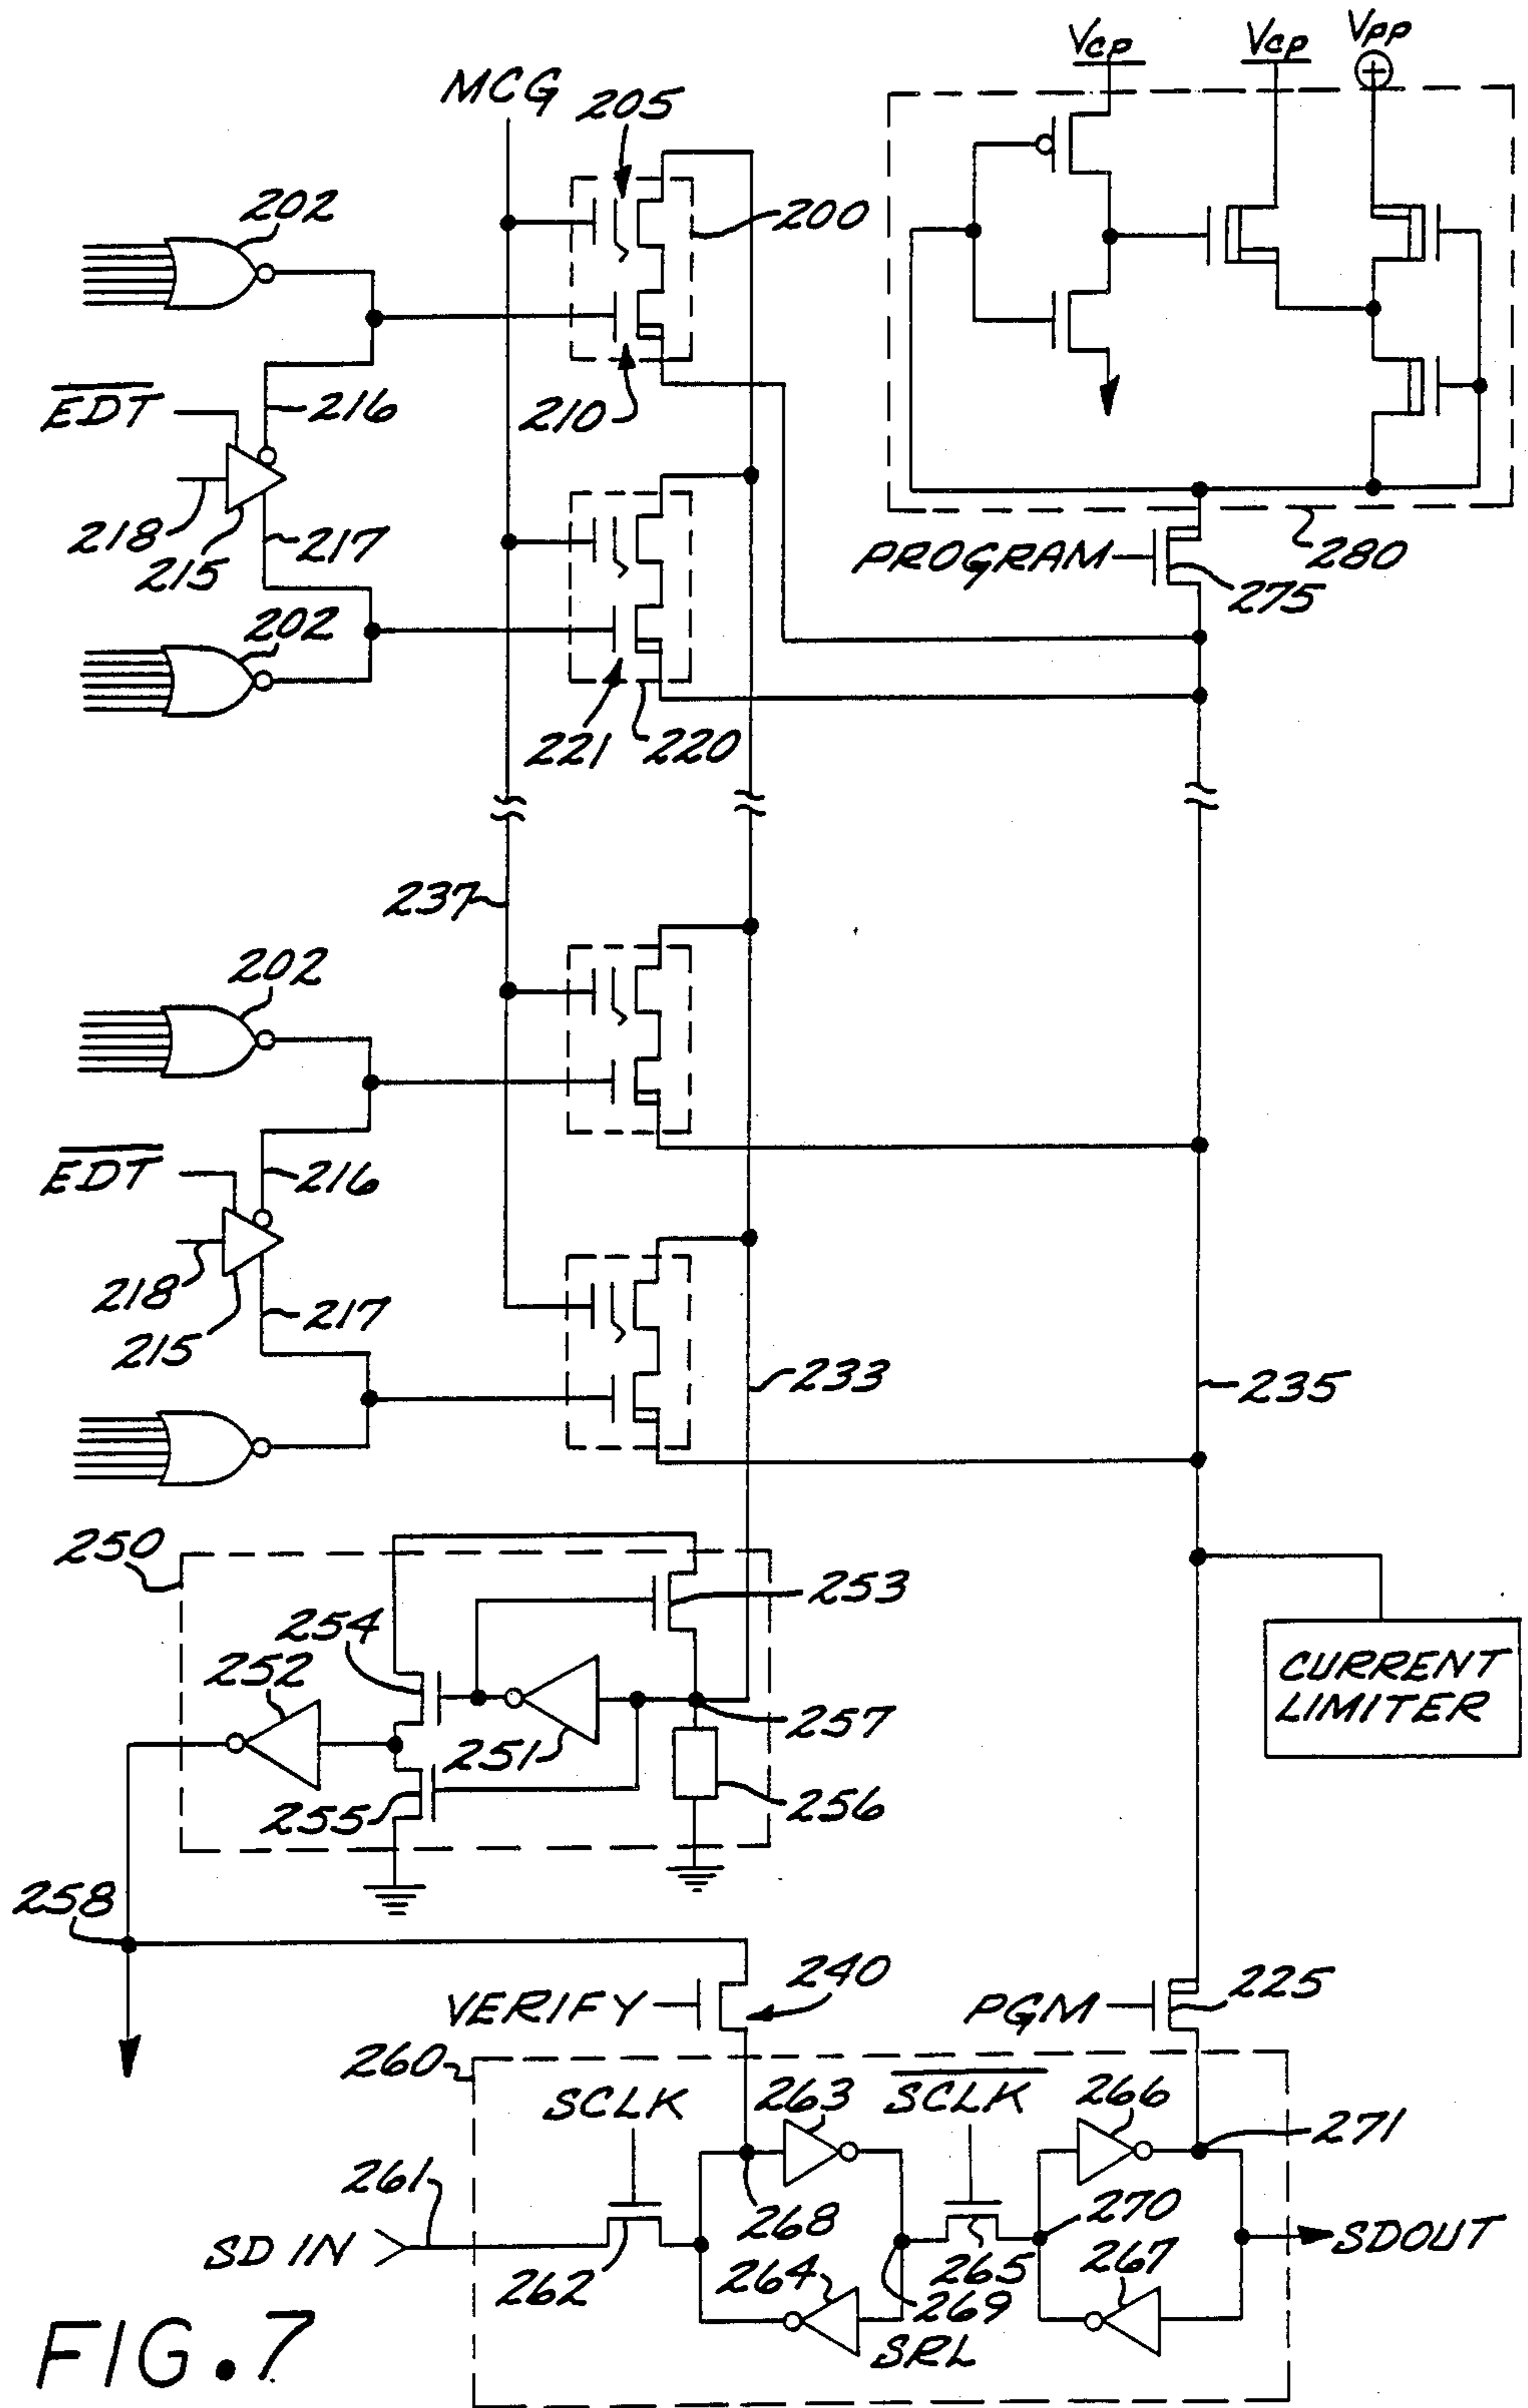 Vcp
Vcp
Vpp
+
MCG
205
202
200
EDT
216
210
218
215
217
PROGRAM
280
275
202
221
220
237
202
EDT
216
218
215
217
233
235
250
253
254
252
251
257
256
255
CURRENT
LIMITER
258
240
VERIFY
PGM
225
260
SCLK
263
SCLK
266
271
261
268
270
SD IN
262
264
265
267
SDOUT
269
SRL
FIG. 7